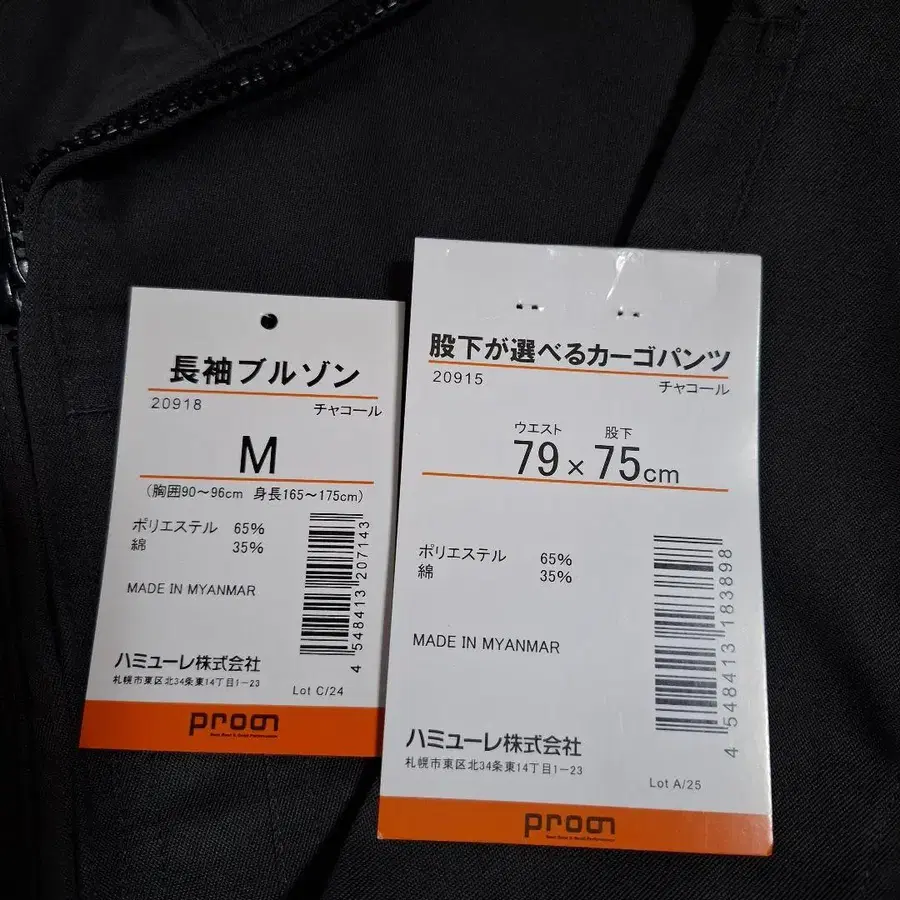 長袖ブルゾン
20918 チャコール
M
(胸囲90～96cm 身長165～175cm)
ポリエステル 65%
綿 35%
MADE IN MYANMAR
4 548413 207143
ハミューレ株式会社
札幌市東区北34条東14丁目1－23
Lot C/24
progn
股下が選べるカーゴパンツ
20915 チャコール
ウエスト 股下
79×75cm
ポリエステル 65%
綿 35%
MADE IN MYANMAR
4 548413 183898
ハミューレ株式会社
札幌市東区北34条東14丁目1－23
Lot A/25
progn